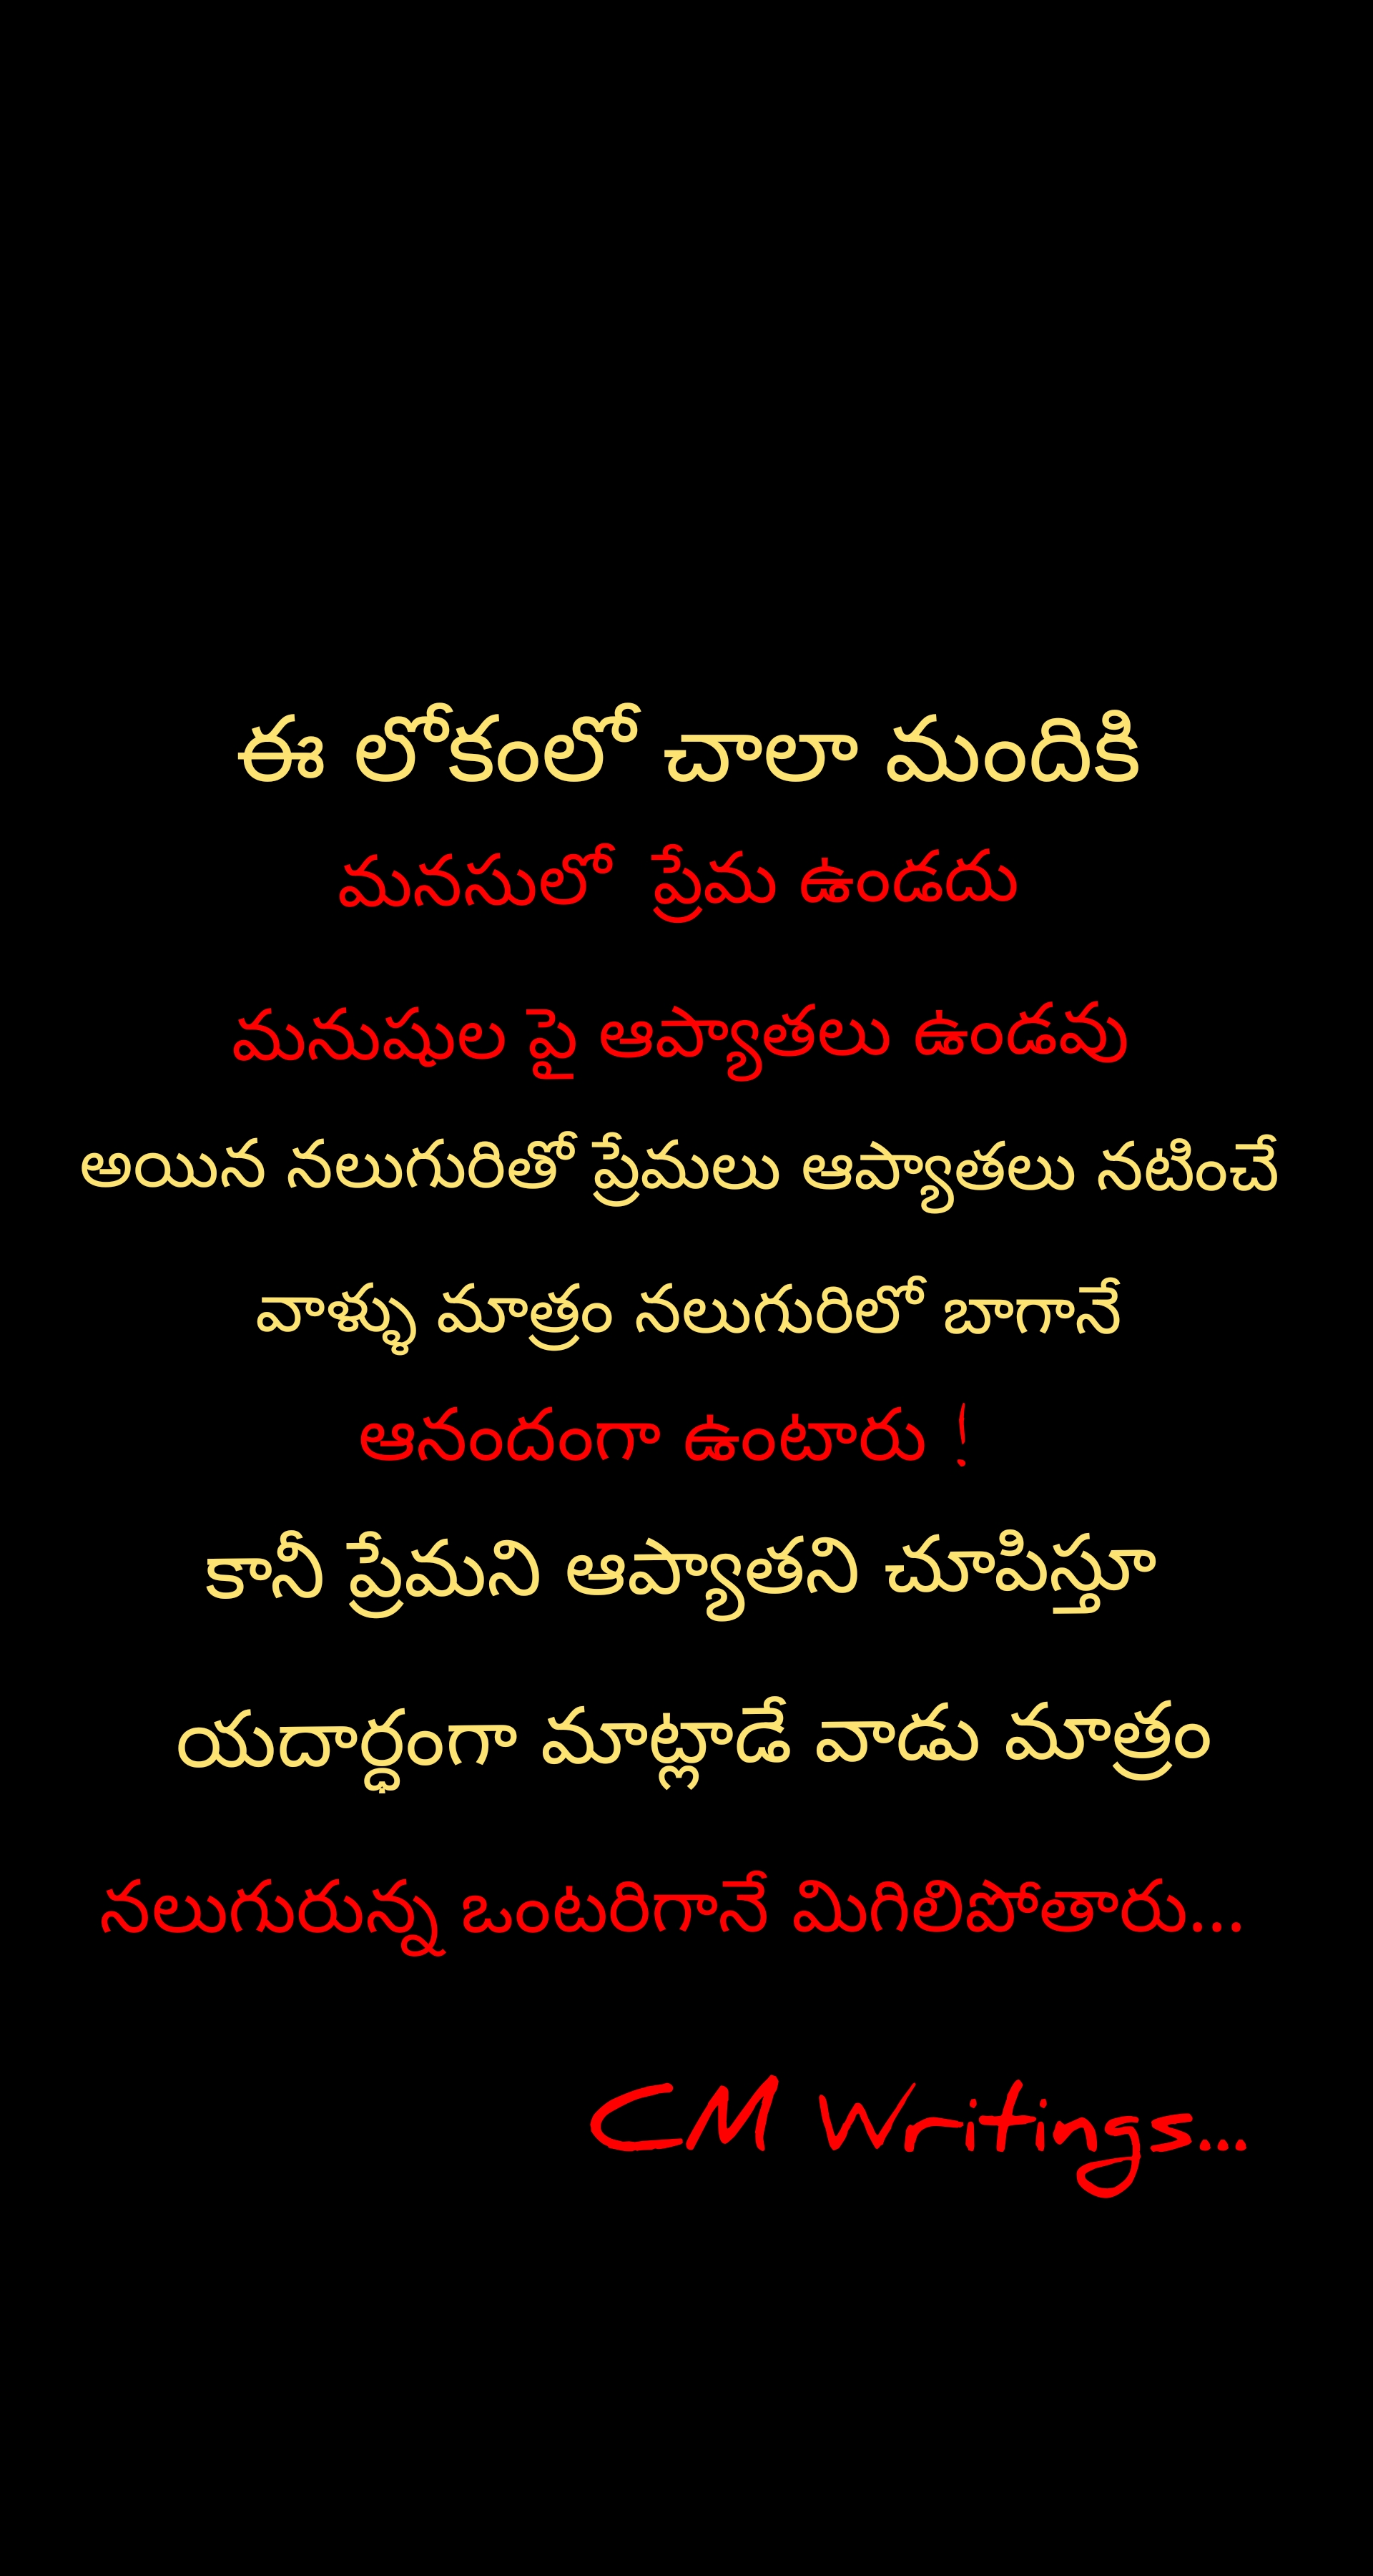 ఈ లోకంలో చాలా మందికి
మనసులో ప్రేమ ఉండదు
మనుషుల పై ఆప్యాతలు ఉండవు
అయిన నలుగురితో ప్రేమలు ఆప్యాతలు నటించే
వాళ్ళు మాత్రం నలుగురిలో బాగానే
ఆనందంగా ఉంటారు !
కానీ ప్రేమని ఆప్యాతని చూపిస్తూ
యదార్ధంగా మాట్లాడే వాడు మాత్రం
నలుగురున్న ఒంటరిగానే మిగిలిపోతారు...
CM Writings...